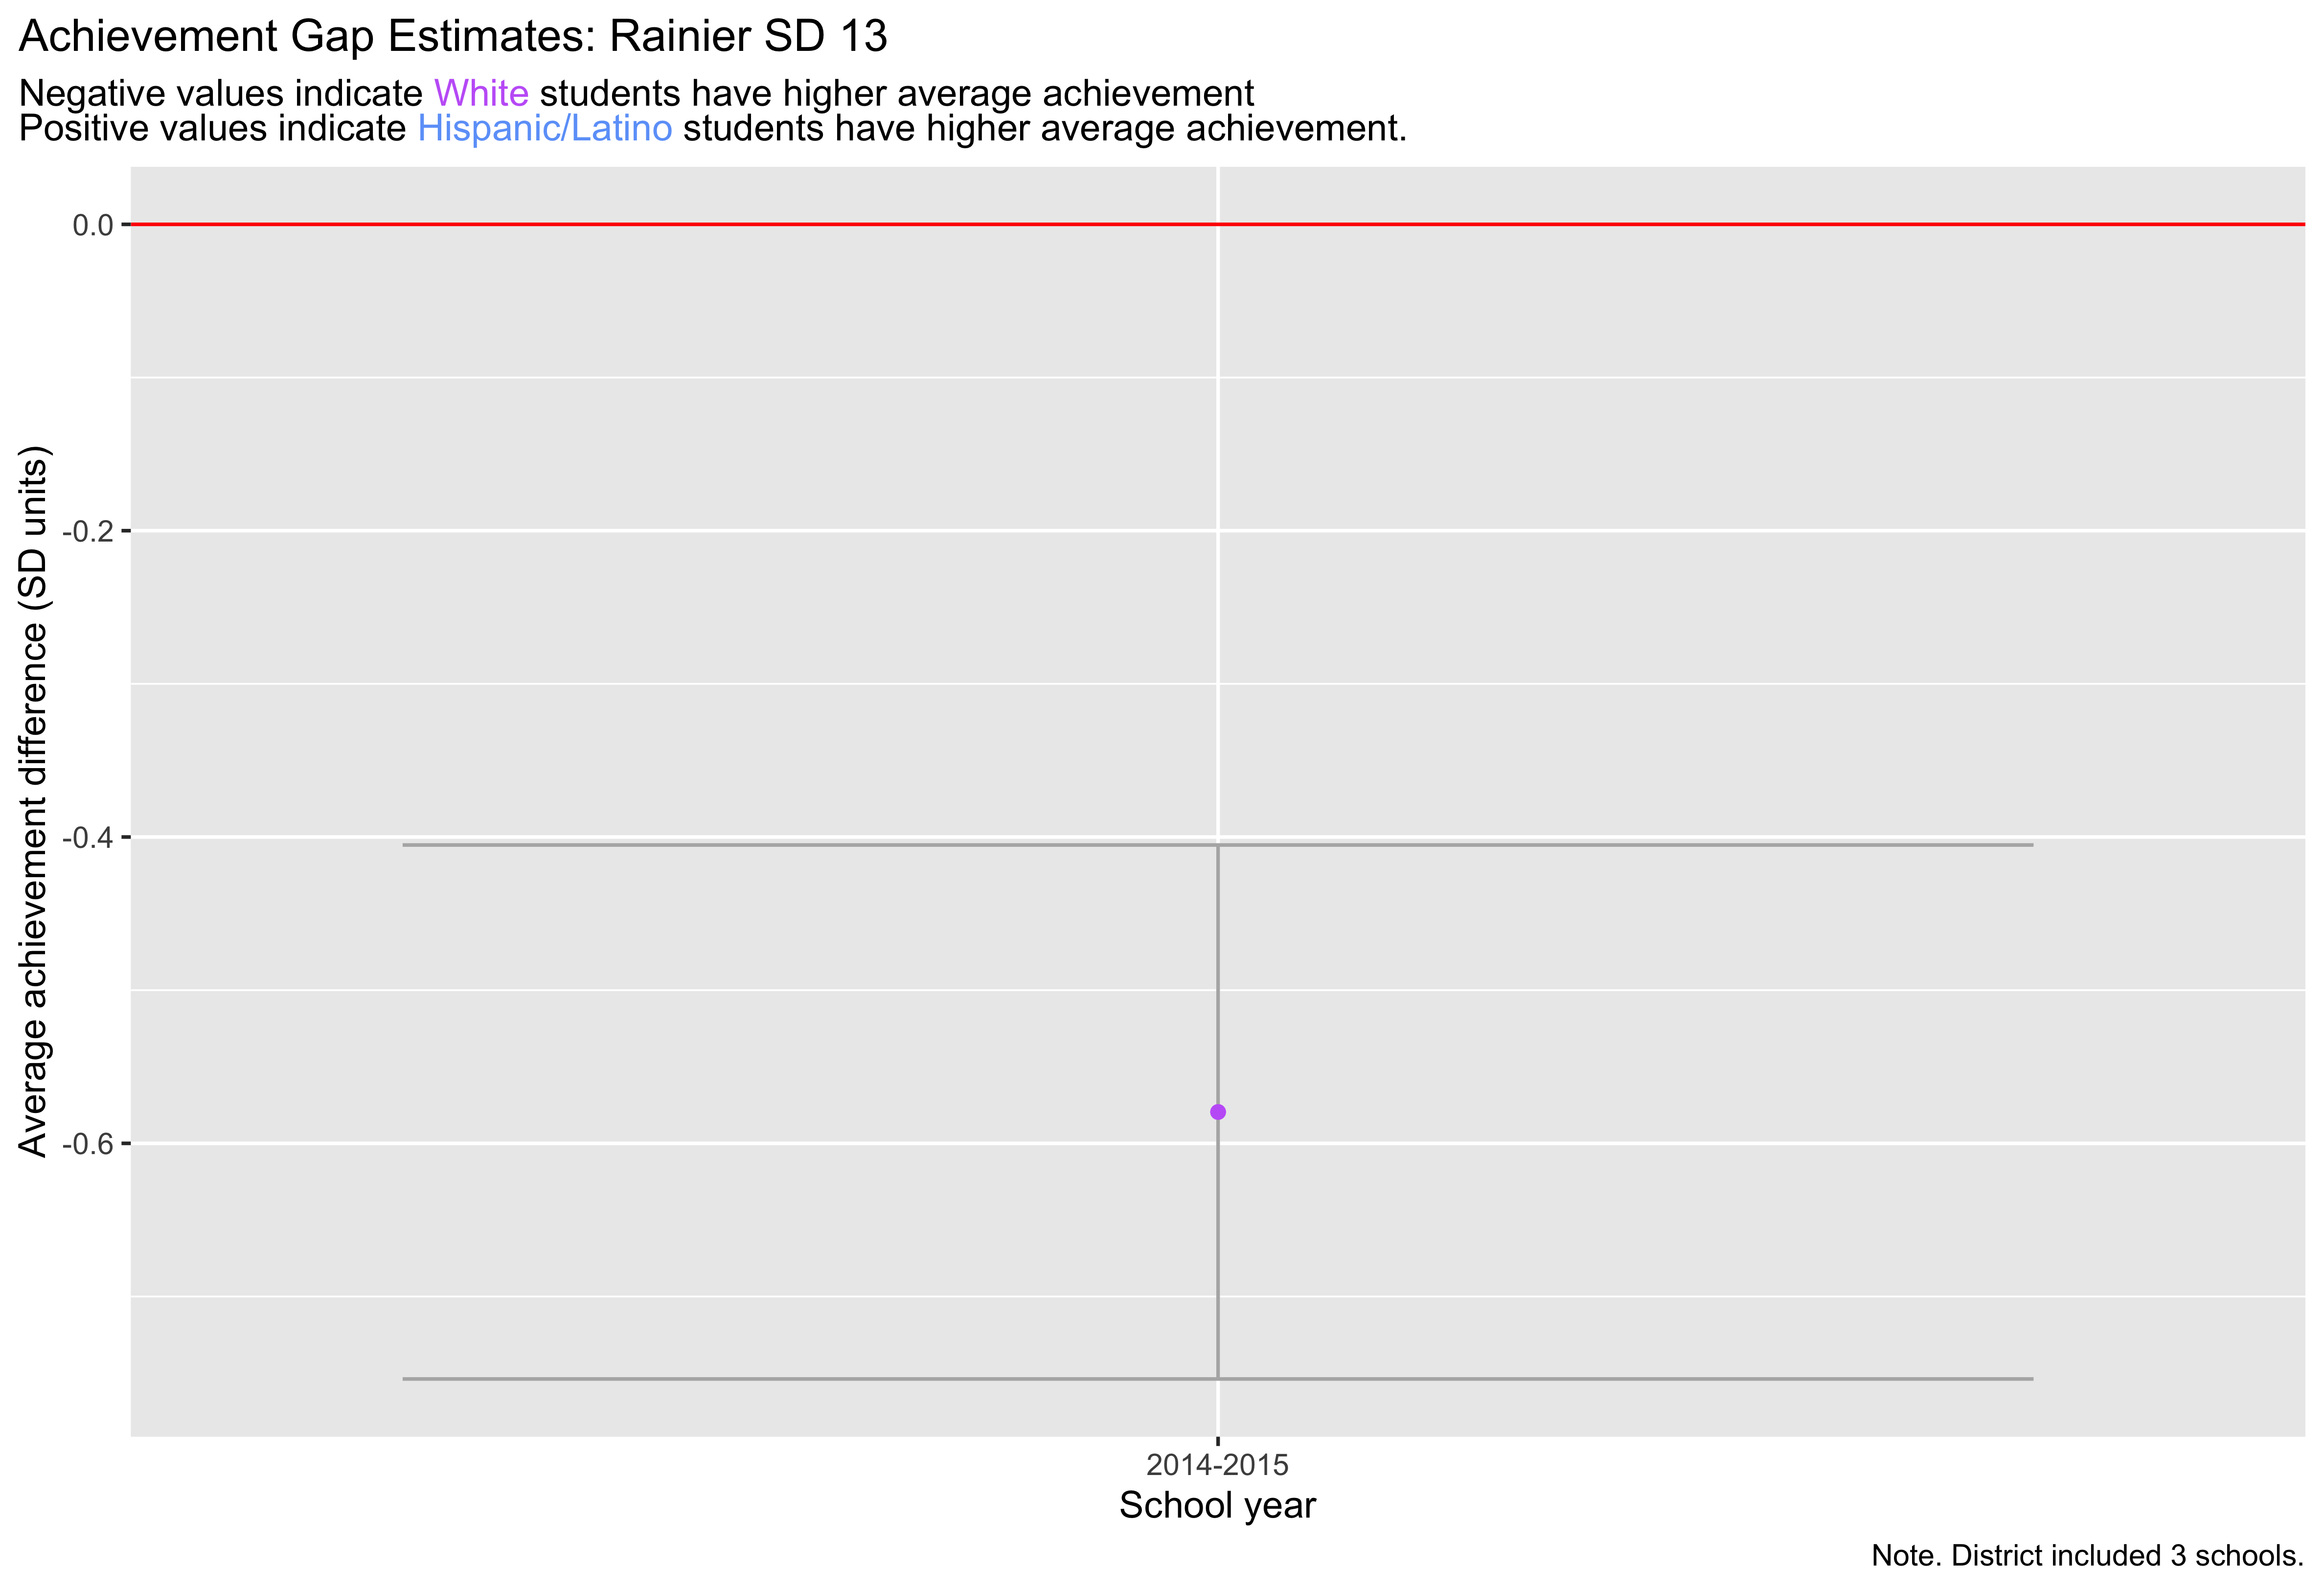 Achievement Gap Estimates: Rainier SD 13
Negative values indicate White students have higher average achievement
Positive values indicate Hispanic/Latino students have higher average achievement.
Average achievement difference (SD units)
0.0
-0.2
-0.4
-0.6
2014-2015
School year
Note. District included 3 schools.